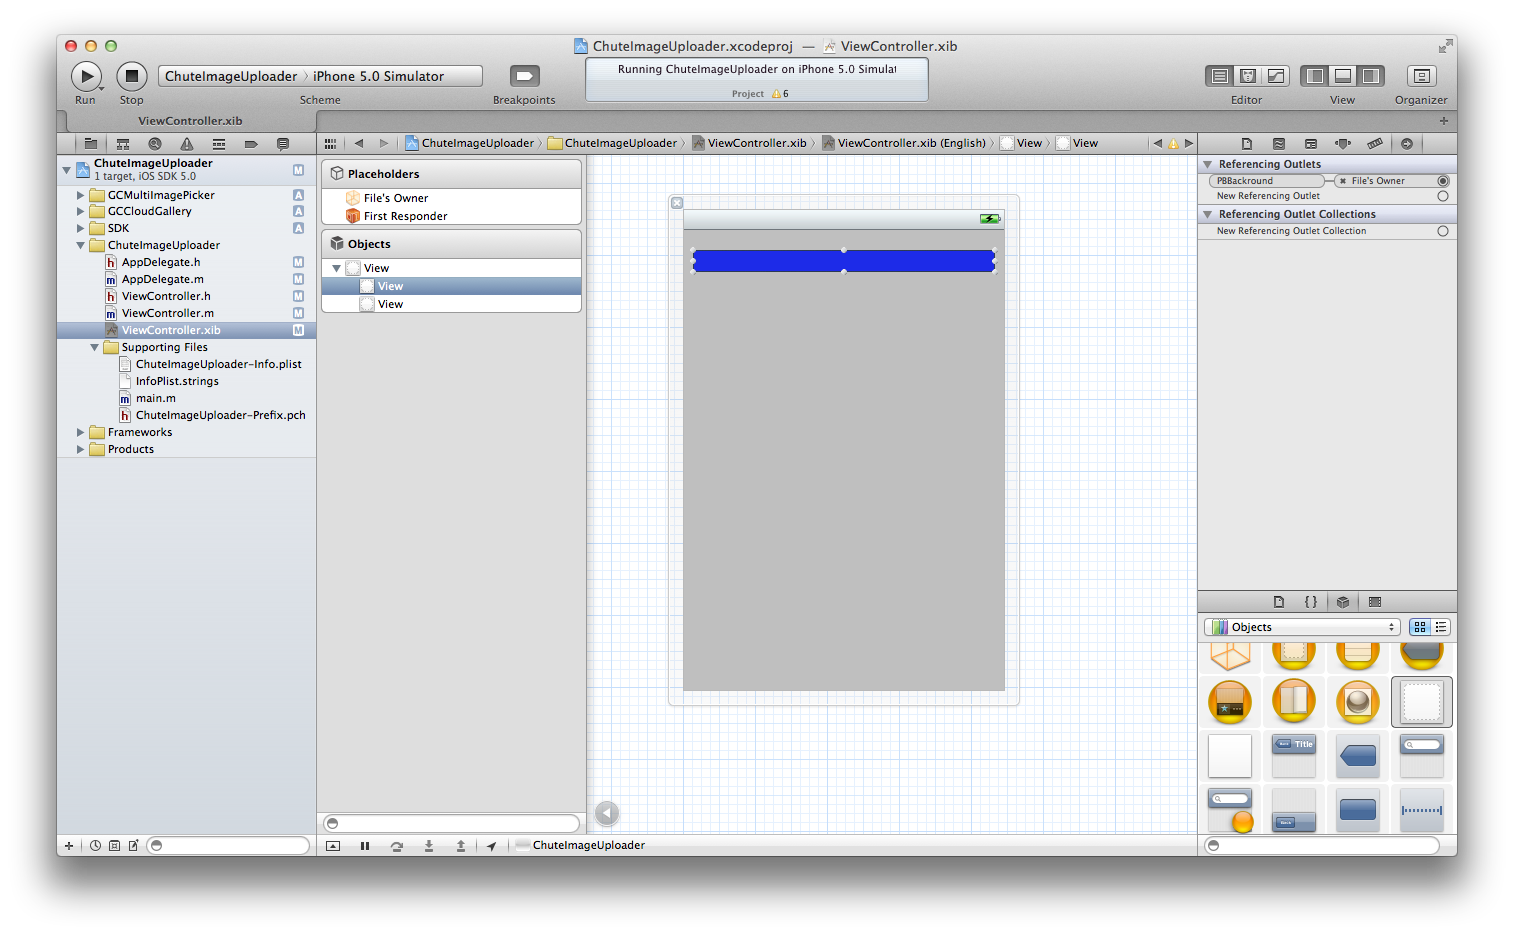 ChuteImageUploader.xcodeproj — ViewController.xib
Run
Stop
ChuteImageUploader 〉 iPhone 5.0 Simulator
Scheme
Breakpoints
Running ChuteImageUploader on iPhone 5.0 Simulat
Project 6
Editor
View
Organizer
ViewController.xib
+
ChuteImageUploader
1 target, iOS SDK 5.0
M
GCMultiImagePicker A
GCCloudGallery A
SDK A
ChuteImageUploader
h AppDelegate.h M
m AppDelegate.m M
h ViewController.h M
m ViewController.m M
ViewController.xib M
Supporting Files
ChuteImageUploader-Info.plist
InfoPlist.strings
m main.m
h ChuteImageUploader-Prefix.pch
Frameworks
Products
ChuteImageUploader 〉 ChuteImageUploader 〉 ViewController.xib 〉 ViewController.xib (English) 〉 View 〉 View
Placeholders
File's Owner
First Responder
Objects
View
View
View
ChuteImageUploader
Referencing Outlets
PBBackround File's Owner
New Referencing Outlet
Referencing Outlet Collections
New Referencing Outlet Collection
{ }
Objects
Back Title
Back